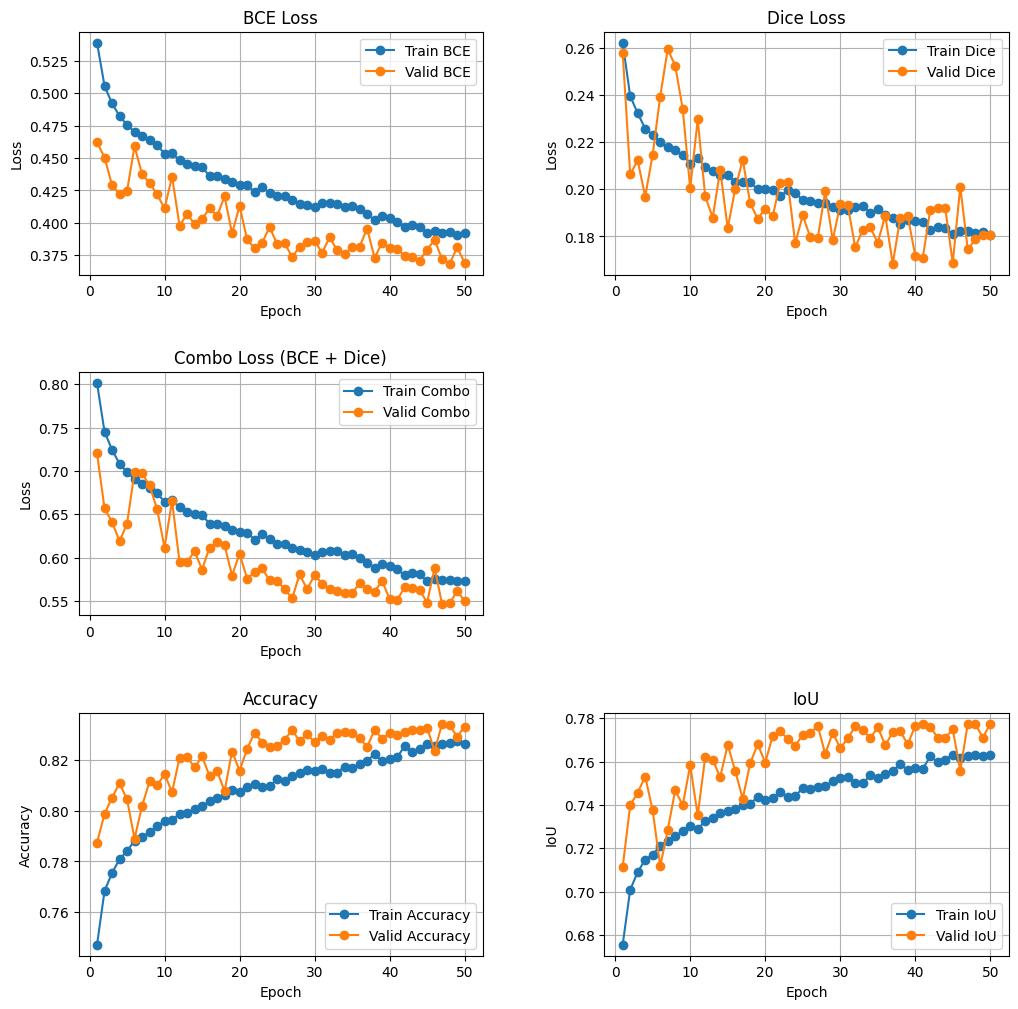 BCE Loss
0.525
0.500
0.475
0.450
0.425
0.400
0.375
Loss
0 10 20 30 40 50
Epoch
Train BCE
Valid BCE
Dice Loss
0.26
0.24
0.22
0.20
0.18
Loss
0 10 20 30 40 50
Epoch
Train Dice
Valid Dice
Combo Loss (BCE + Dice)
0.80
0.75
0.70
0.65
0.60
0.55
Loss
0 10 20 30 40 50
Epoch
Train Combo
Valid Combo
Accuracy
0.82
0.80
0.78
0.76
Accuracy
0 10 20 30 40 50
Epoch
Train Accuracy
Valid Accuracy
IoU
0.78
0.76
0.74
0.72
0.70
0.68
IoU
0 10 20 30 40 50
Epoch
Train IoU
Valid IoU